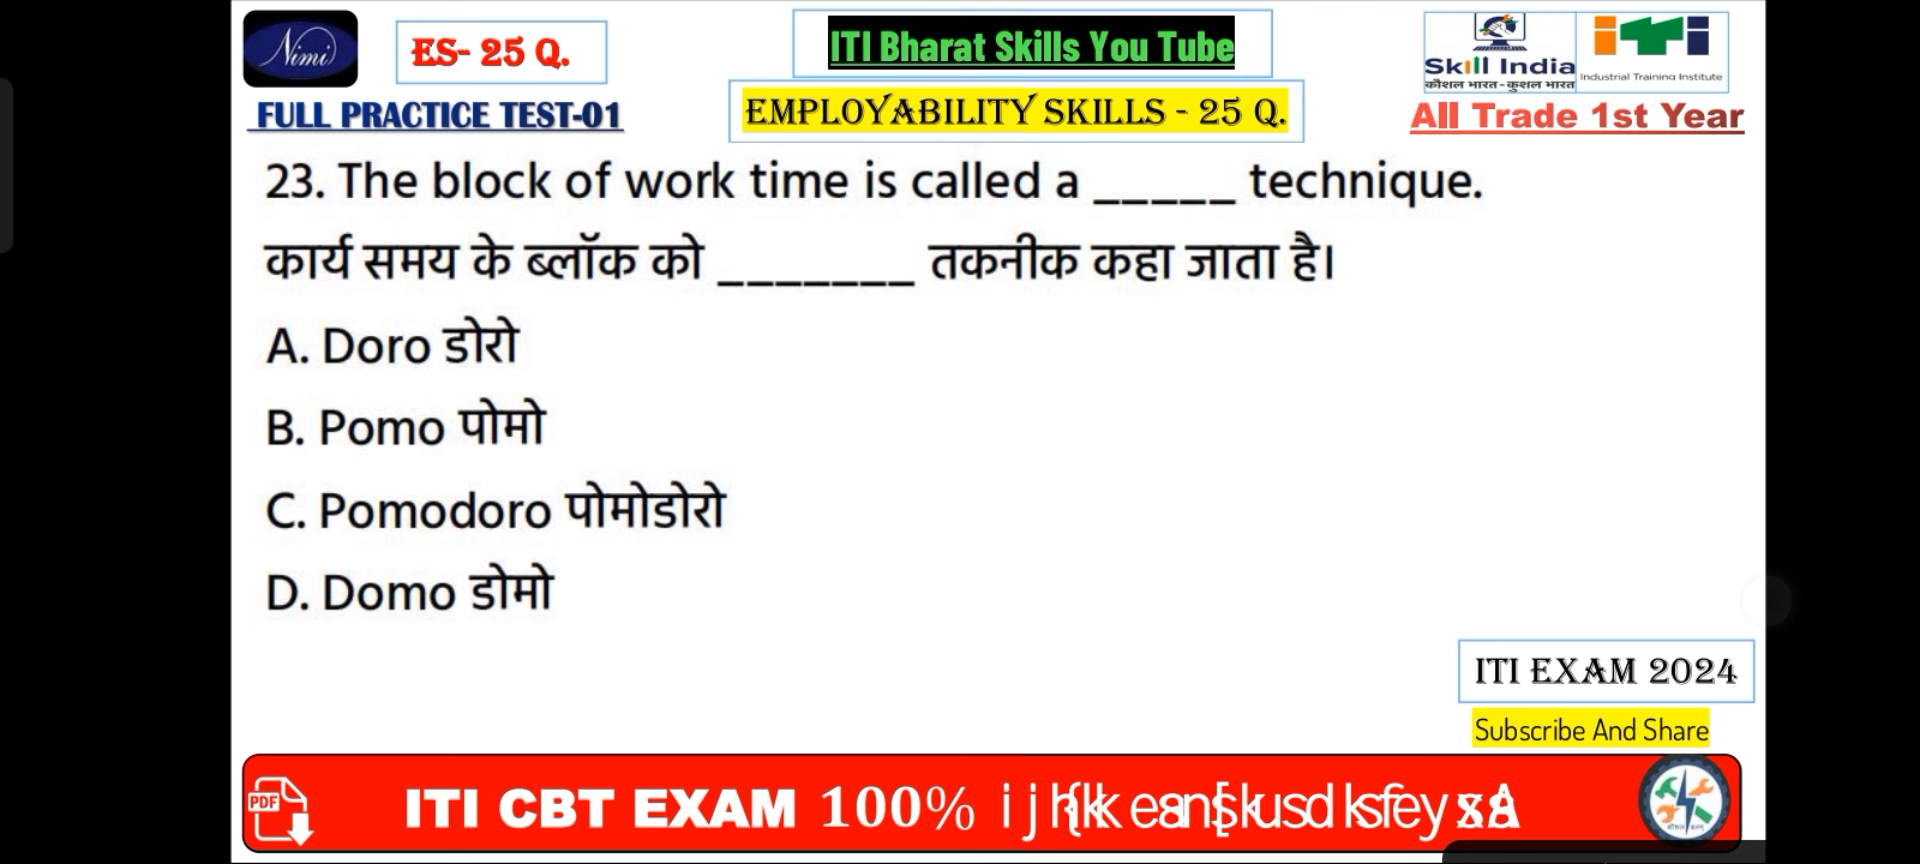 Nimi
ES- 25 Q.
ITI Bharat Skills You Tube
Skill India
कौशल भारत-कुशल भारत
iTi
Industrial Training Institute
FULL PRACTICE TEST-01
EMPLOYABILITY SKILLS - 25 Q.
All Trade 1st Year
23. The block of work time is called a _____ technique.
कार्य समय के ब्लॉक को _______ तकनीक कहा जाता है।
A. Doro डोरो
B. Pomo पोमो
C. Pomodoro पोमोडोरो
D. Domo डोमो
ITI EXAM 2024
Subscribe And Share
PDF
ITI CBT EXAM 100%